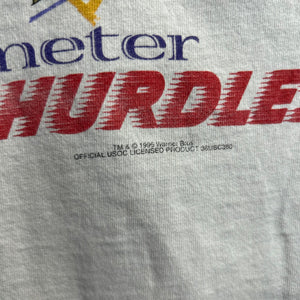 meter
HURDLE
TM & © 1995 Warner Bros.
OFFICIAL USOC LICENSED PRODUCT 36USC380